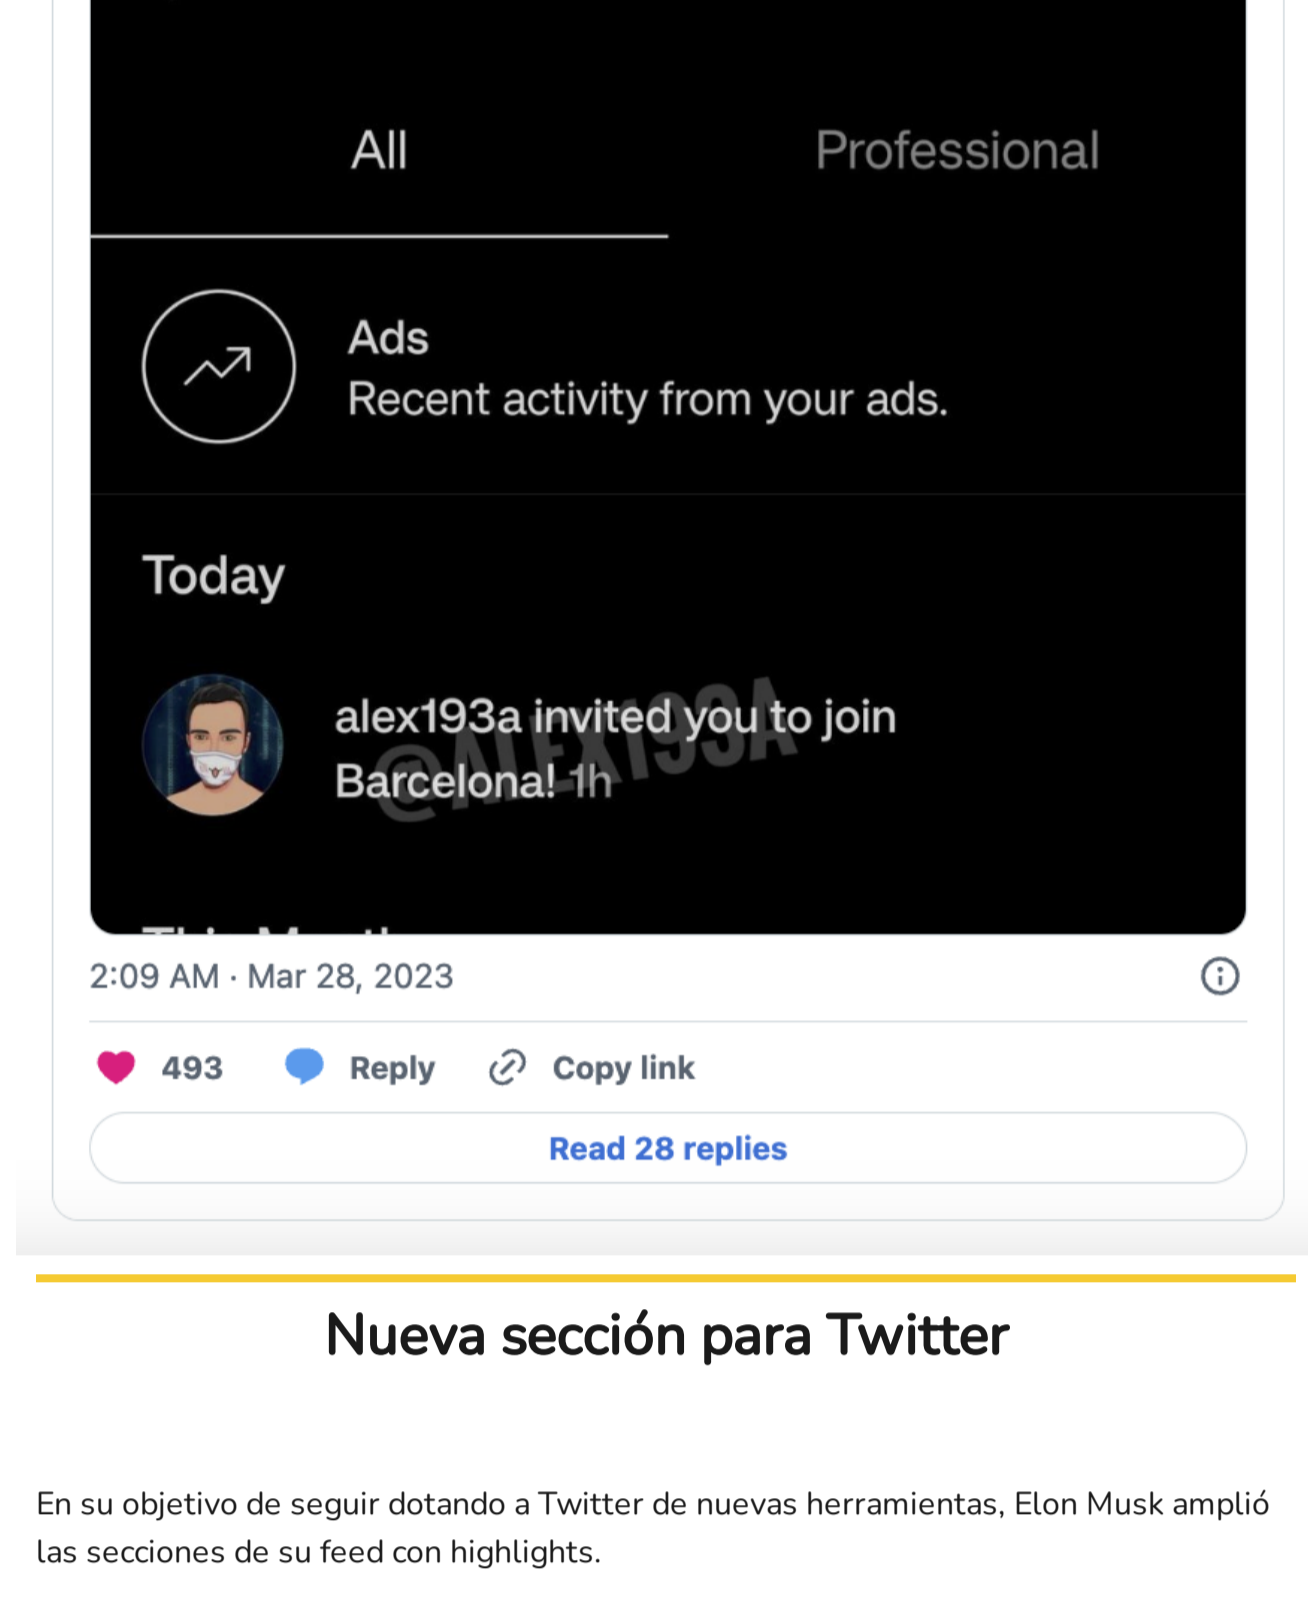 All
Professional
Ads
Recent activity from your ads.
Today
alex193a invited you to join
Barcelona! 1h
@ALEX193A
This Month
2:09 AM · Mar 28, 2023
493
Reply
Copy link
Read 28 replies
Nueva sección para Twitter
En su objetivo de seguir dotando a Twitter de nuevas herramientas, Elon Musk amplió
las secciones de su feed con highlights.